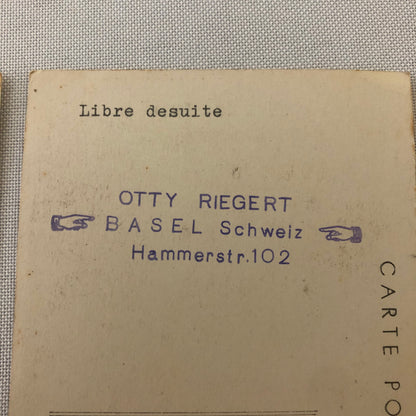 Libre desuite
OTTY RIEGERT
BASEL Schweiz
Hammerstr.102
CARTE PO